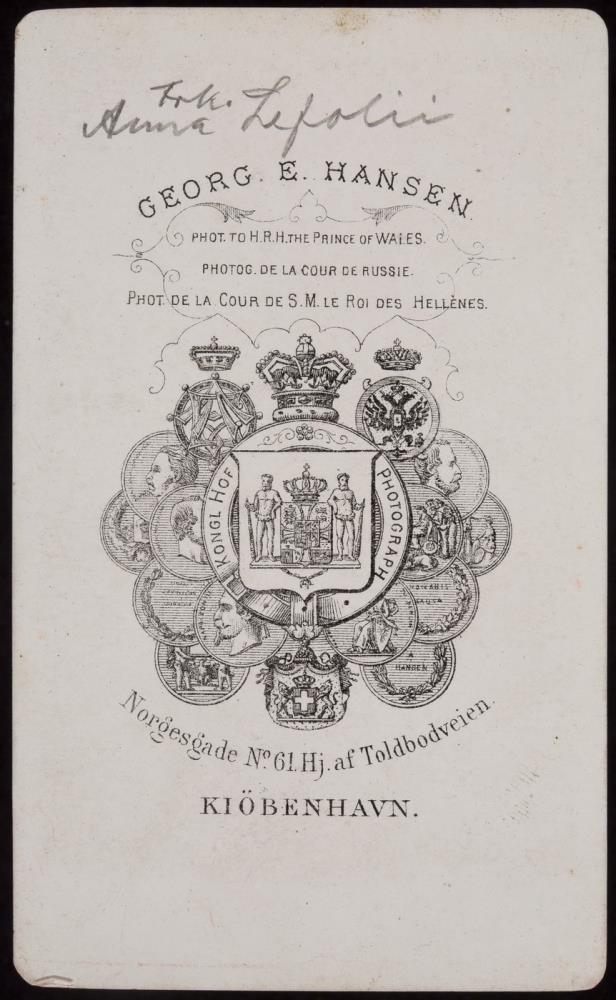 Frk.
Anna Lefolii
GEORG. E. HANSEN.
PHOT. TO H.R.H. THE PRINCE OF WALES.
PHOTOG. DE LA COUR DE RUSSIE.
PHOT. DE LA COUR DE S.M. LE ROI DES HELLÈNES.
KONGL HOF PHOTOGRAPH
HANSEN
Norgesgade No 61. Hj. af Toldbodveien.
KIÖBENHAVN.